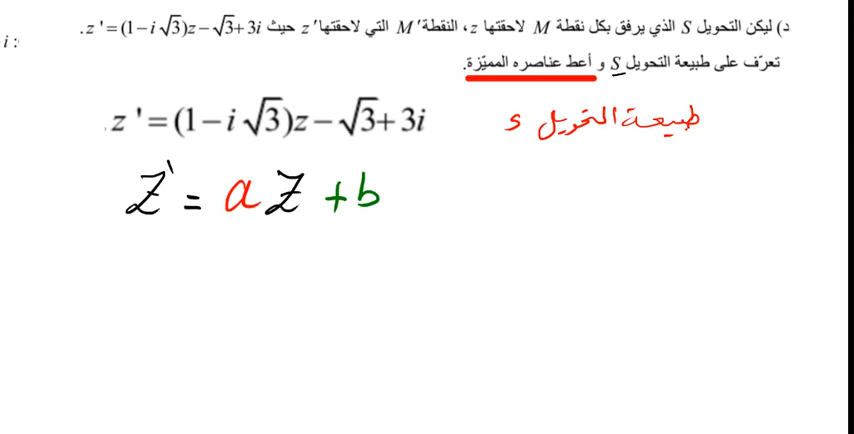 د) ليكن التحويل S الذي يرفق بكل نقطة M لاحقتها z، النقطة M' التي لاحقتها z' حيث z'=(1-i√3)z-√3+3i.
i:
تعرّف على طبيعة التحويل S و أعط عناصره المميّزة.
z'=(1-i√3)z-√3+3i
طبيعة التحويل S
Z' = aZ + b